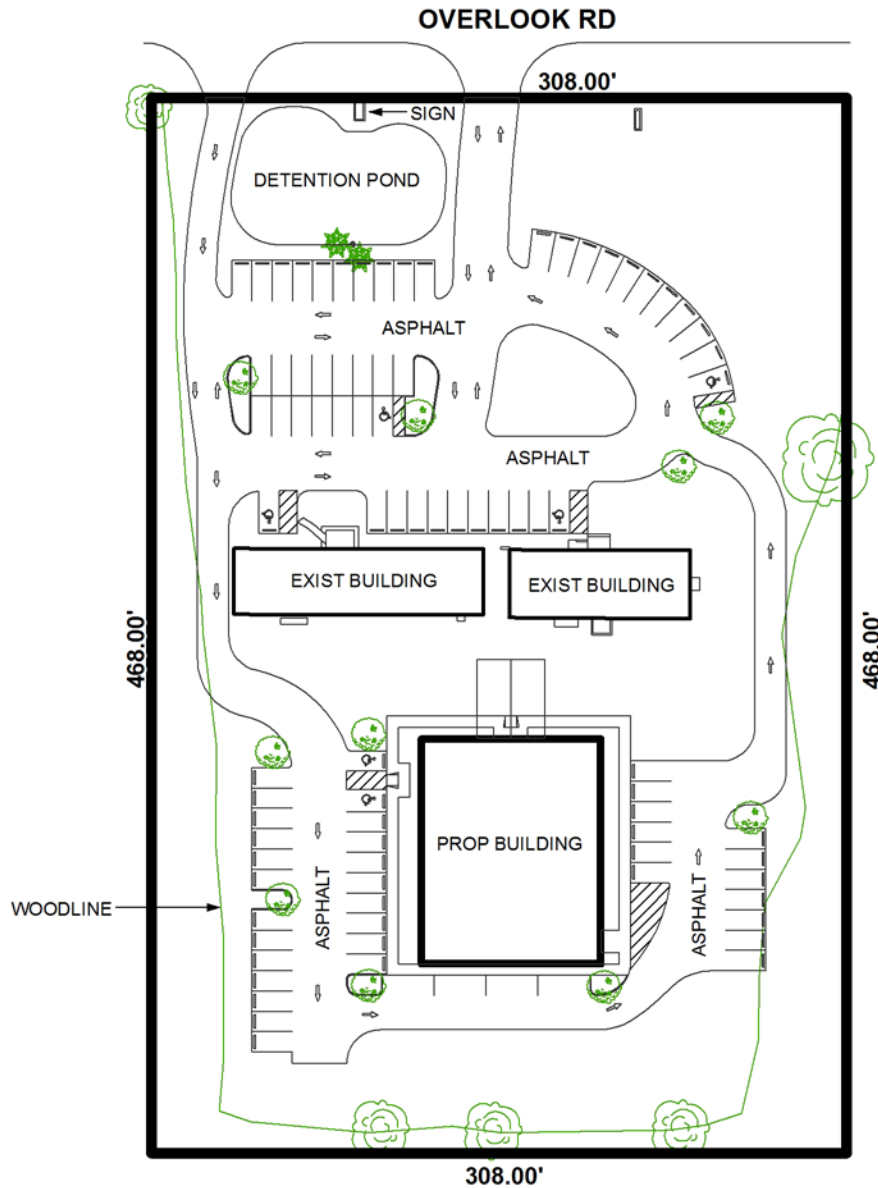 OVERLOOK RD
308.00'
SIGN
DETENTION POND
ASPHALT
ASPHALT
EXIST BUILDING
EXIST BUILDING
468.00'
468.00'
PROP BUILDING
WOODLINE
ASPHALT
ASPHALT
308.00'